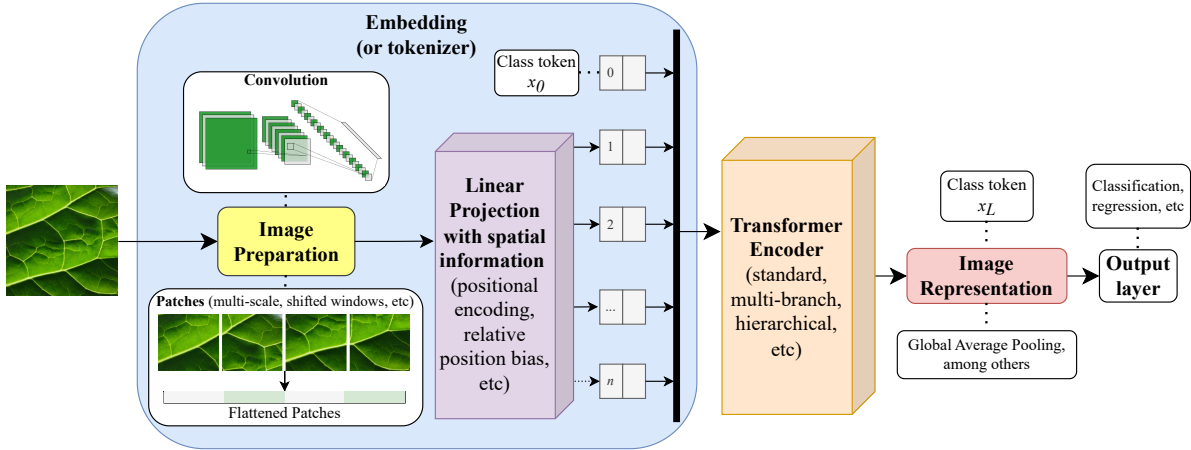 Embedding
(or tokenizer)
Convolution
Class token
x0
0
1
2
...
n
Image
Preparation
Patches (multi-scale, shifted windows, etc)
Flattened Patches
Linear
Projection
with spatial
information
(positional
encoding,
relative
position bias,
etc)
Transformer
Encoder
(standard,
multi-branch,
hierarchical,
etc)
Class token
xL
Image
Representation
Global Average Pooling,
among others
Classification,
regression, etc
Output
layer